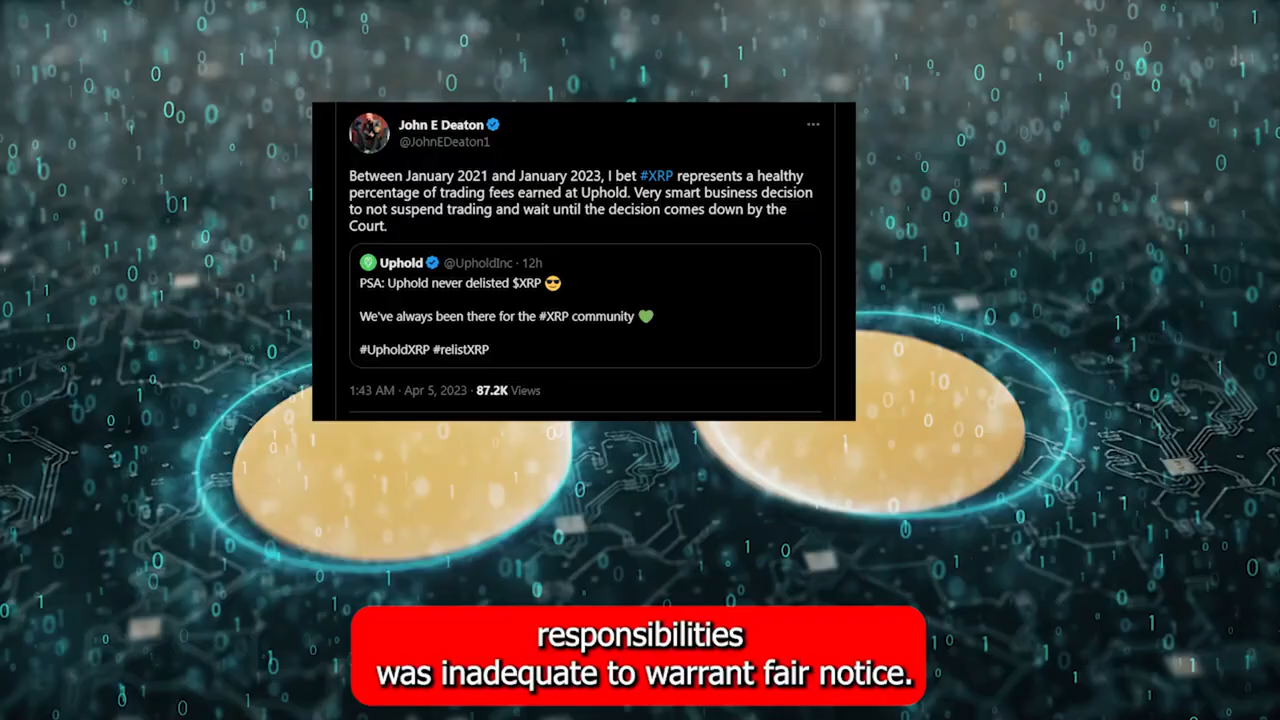 John E Deaton
@JohnEDeaton1
Between January 2021 and January 2023, I bet #XRP represents a healthy
percentage of trading fees earned at Uphold. Very smart business decision
to not suspend trading and wait until the decision comes down by the
Court.
Uphold @UpholdInc · 12h
PSA: Uphold never delisted $XRP 😎
We've always been there for the #XRP community 💚
#UpholdXRP #relistXRP
1:43 AM · Apr 5, 2023 · 87.2K Views
responsibilities
was inadequate to warrant fair notice.